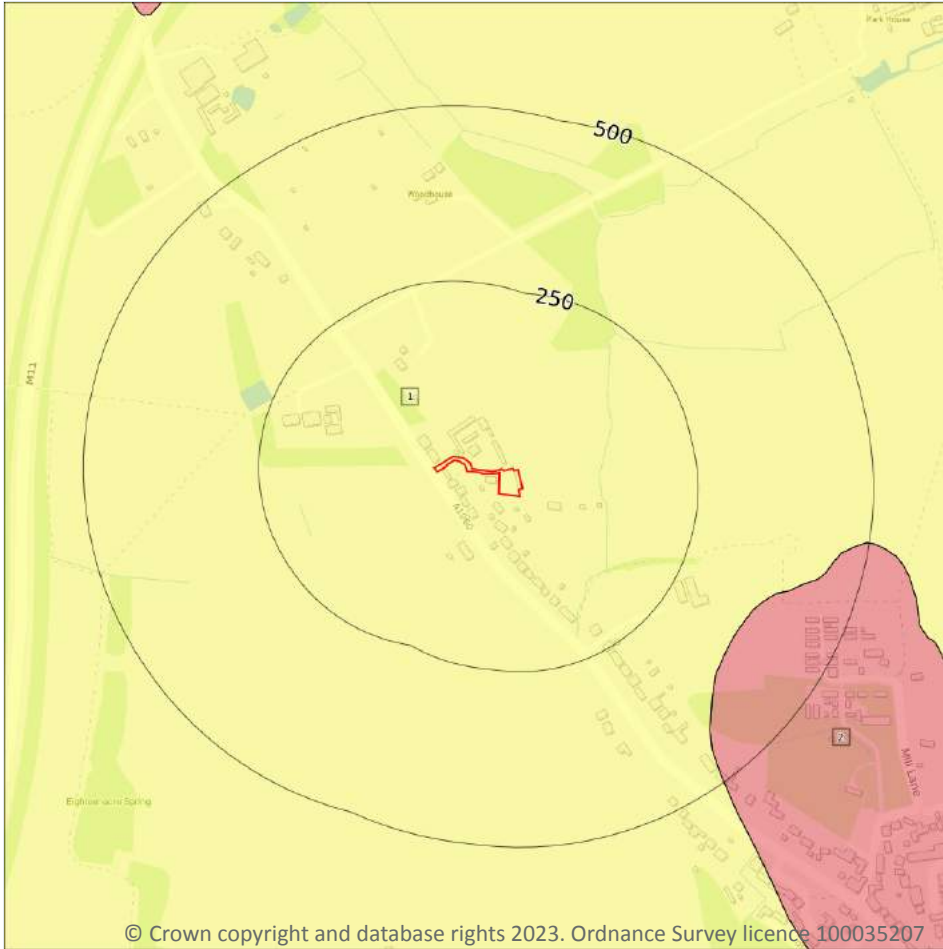 Park House
500
Woodhouse
250
M11
1
2
Mill Lane
© Crown copyright and database rights 2023. Ordnance Survey licence 100035207